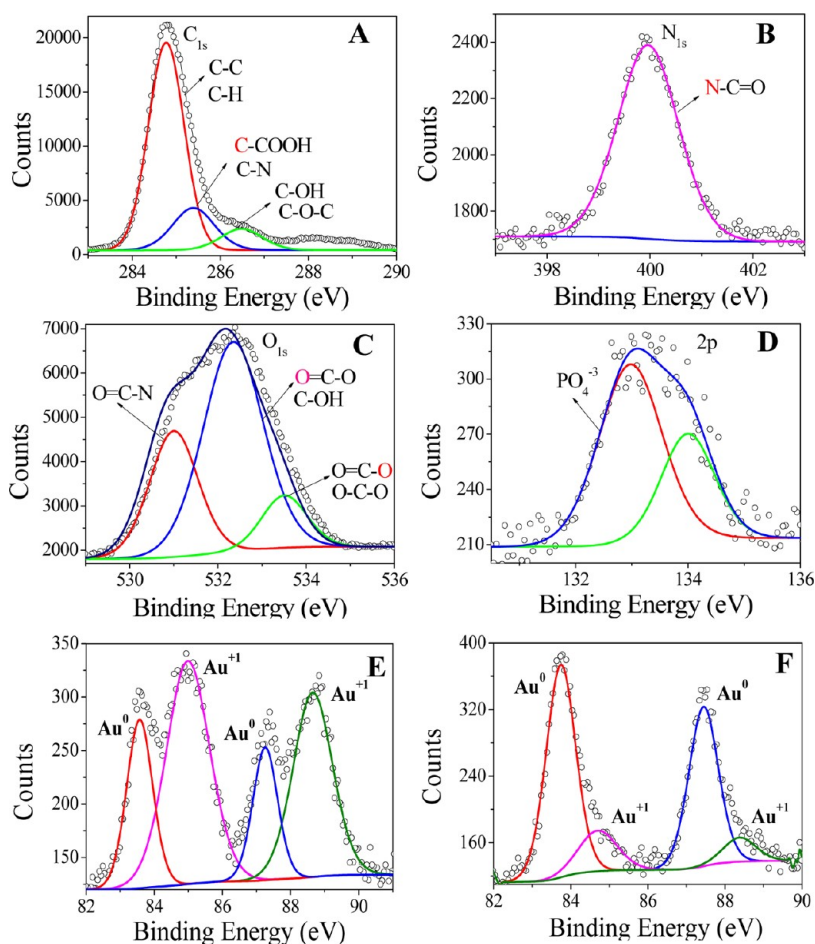 A
C1s
C-C
C-H
C-COOH
C-N
C-OH
C-O-C
20000
15000
10000
5000
0
284 286 288 290
Counts
Binding Energy (eV)
B
N1s
N-C=O
2400
2200
2000
1800
398 400 402
Counts
Binding Energy (eV)
C
O1s
O=C-N
O=C-O
C-OH
O=C-O
O-C-O
7000
6000
5000
4000
3000
2000
530 532 534 536
Counts
Binding Energy (eV)
D
2p
PO4-3
330
300
270
240
210
132 134 136
Counts
Binding Energy (eV)
E
Au0
Au+1
Au0
Au+1
350
300
250
200
150
82 84 86 88 90
Counts
Binding Energy (eV)
F
Au0
Au+1
Au0
Au+1
400
320
240
160
82 83 84 86 88 90
Counts
Binding Energy (eV)